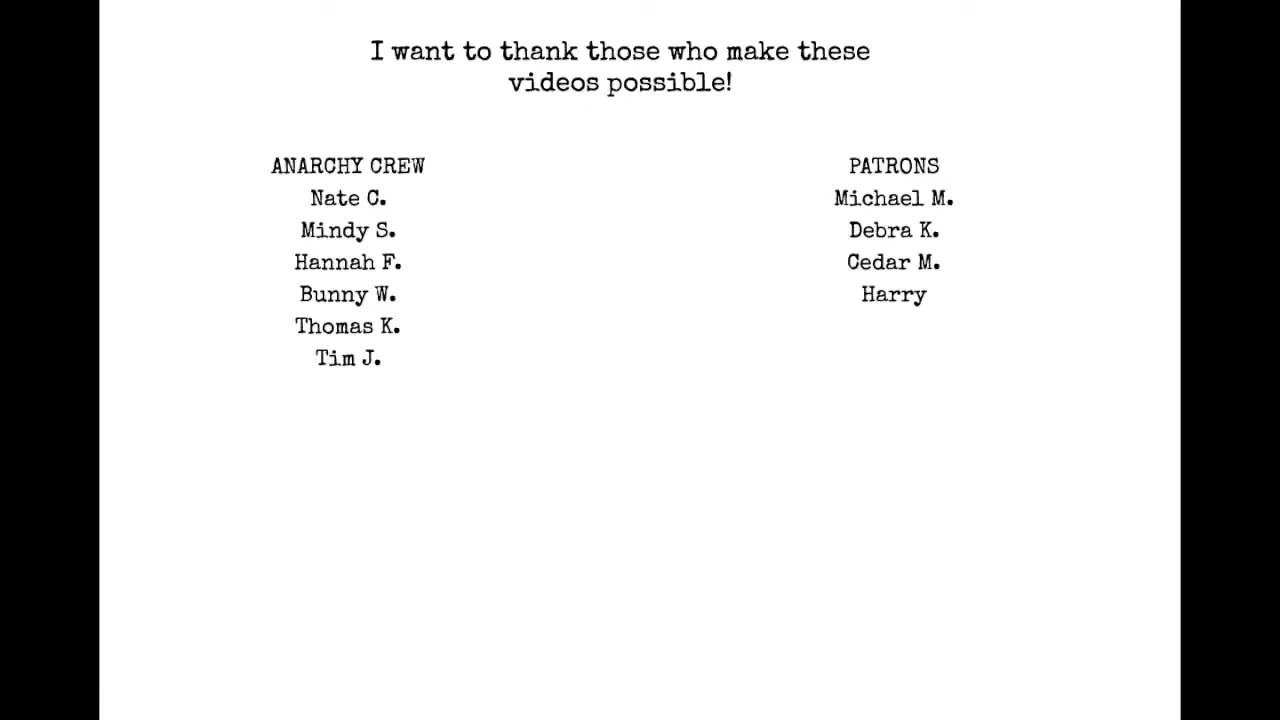 I want to thank those who make these
videos possible!
ANARCHY CREW
Nate C.
Mindy S.
Hannah F.
Bunny W.
Thomas K.
Tim J.
PATRONS
Michael M.
Debra K.
Cedar M.
Harry